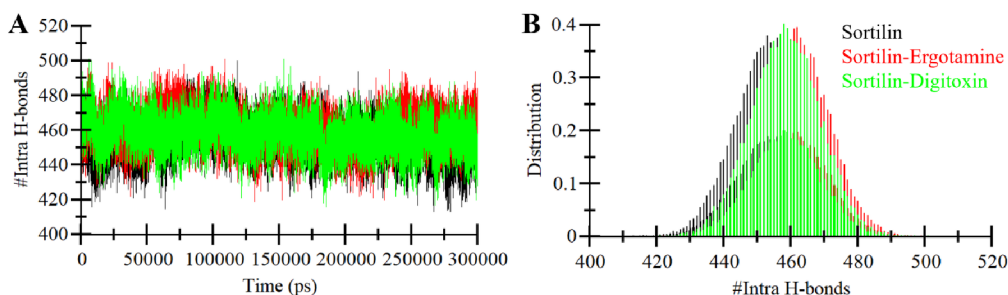 A
#Intra H-bonds
520
500
480
460
440
420
400
0
50000
100000
150000
200000
250000
300000
Time (ps)
B
Distribution
0.4
0.3
0.2
0.1
0
400
420
440
460
480
500
520
#Intra H-bonds
Sortilin
Sortilin-Ergotamine
Sortilin-Digitoxin